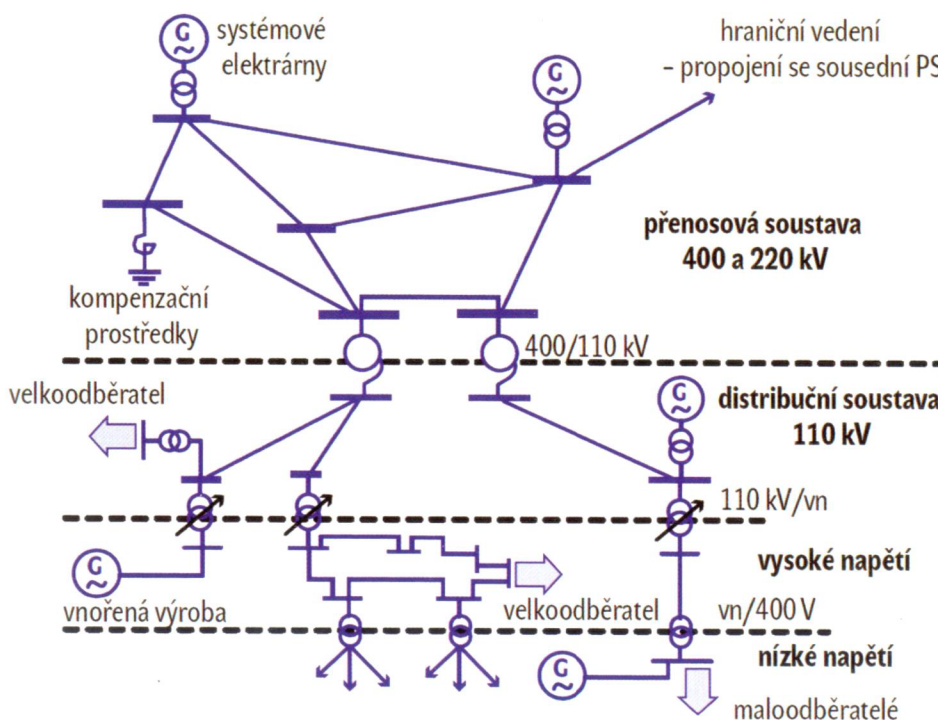 G
systémové
elektrárny
hraniční vedení
– propojení se sousední PS
G
přenosová soustava
400 a 220 kV
kompenzační
prostředky
400/110 kV
velkoodběratel
G
distribuční soustava
110 kV
110 kV/vn
vysoké napětí
G
vnořená výroba
velkoodběratel
vn/400 V
nízké napětí
G
maloodběratelé